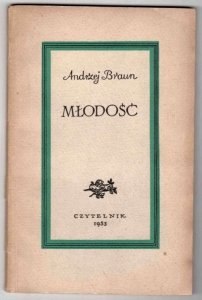 Andrzej Braun
MŁODOŚĆ
CZYTELNIK
1953